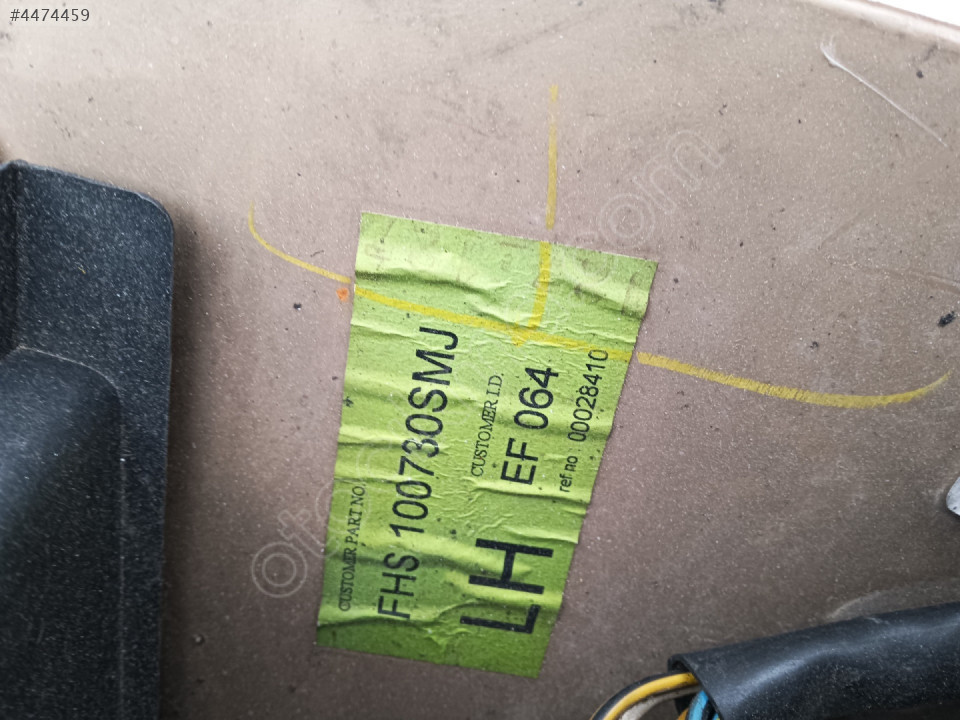 #4474459
CUSTOMER PART NO.
FHS 100730SMJ
CUSTOMER I.D.
LH EF 064
ref.no 00028410